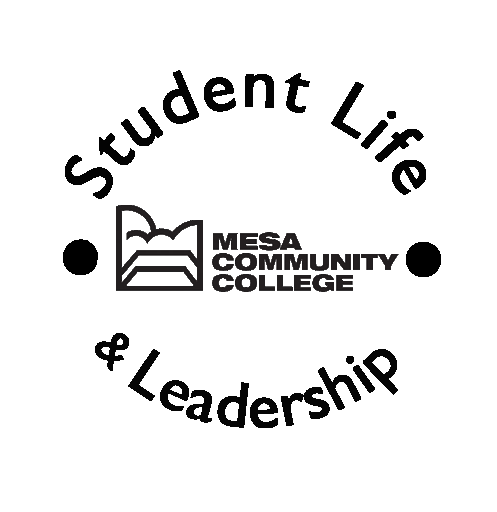 Student Life
MESA
COMMUNITY
COLLEGE
& Leadership